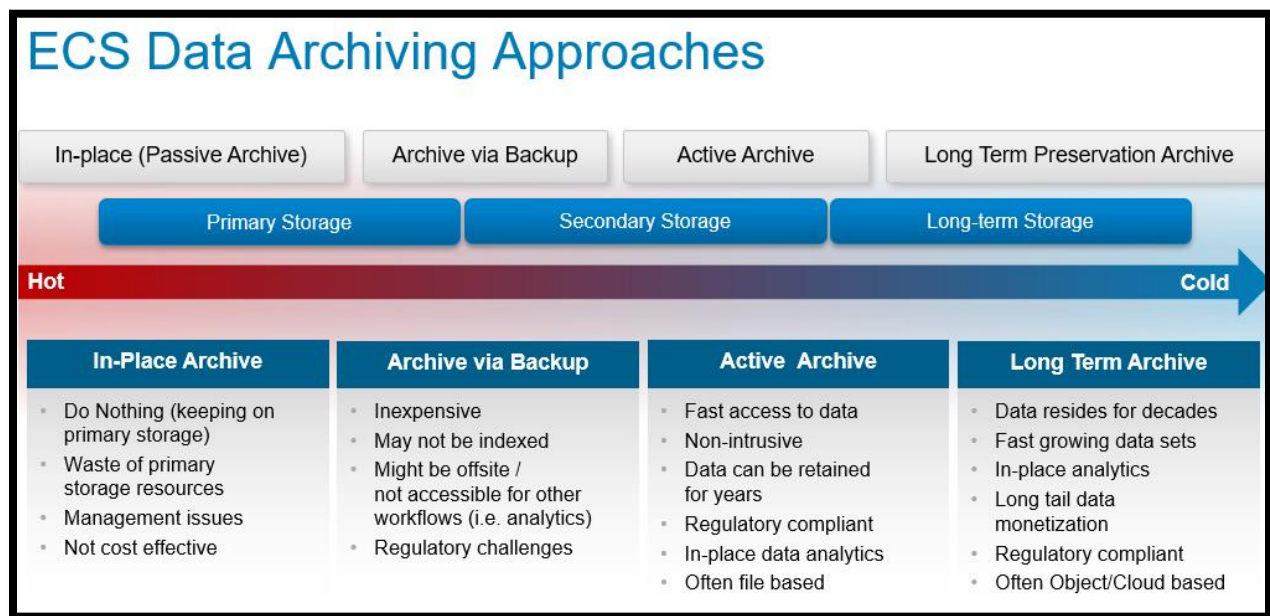 ECS Data Archiving Approaches
In-place (Passive Archive)
Archive via Backup
Active Archive
Long Term Preservation Archive
Primary Storage
Secondary Storage
Long-term Storage
Hot
Cold
In-Place Archive
• Do Nothing (keeping on
primary storage)
• Waste of primary
storage resources
• Management issues
• Not cost effective
Archive via Backup
• Inexpensive
• May not be indexed
• Might be offsite /
not accessible for other
workflows (i.e. analytics)
• Regulatory challenges
Active Archive
• Fast access to data
• Non-intrusive
• Data can be retained
for years
• Regulatory compliant
• In-place data analytics
• Often file based
Long Term Archive
• Data resides for decades
• Fast growing data sets
• In-place analytics
• Long tail data
monetization
• Regulatory compliant
• Often Object/Cloud based